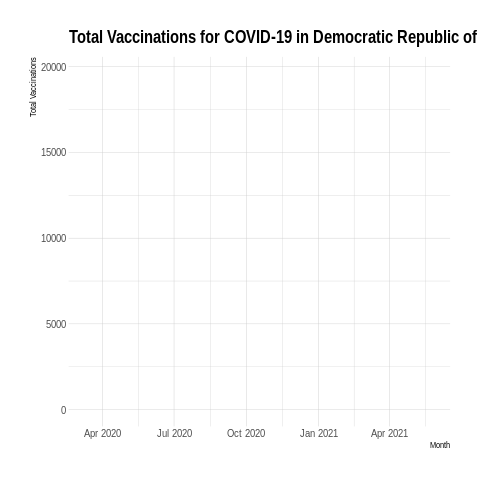 Total Vaccinations for COVID-19 in Democratic Republic of
Total Vaccinations
20000
15000
10000
5000
0
Apr 2020 Jul 2020 Oct 2020 Jan 2021 Apr 2021
Month